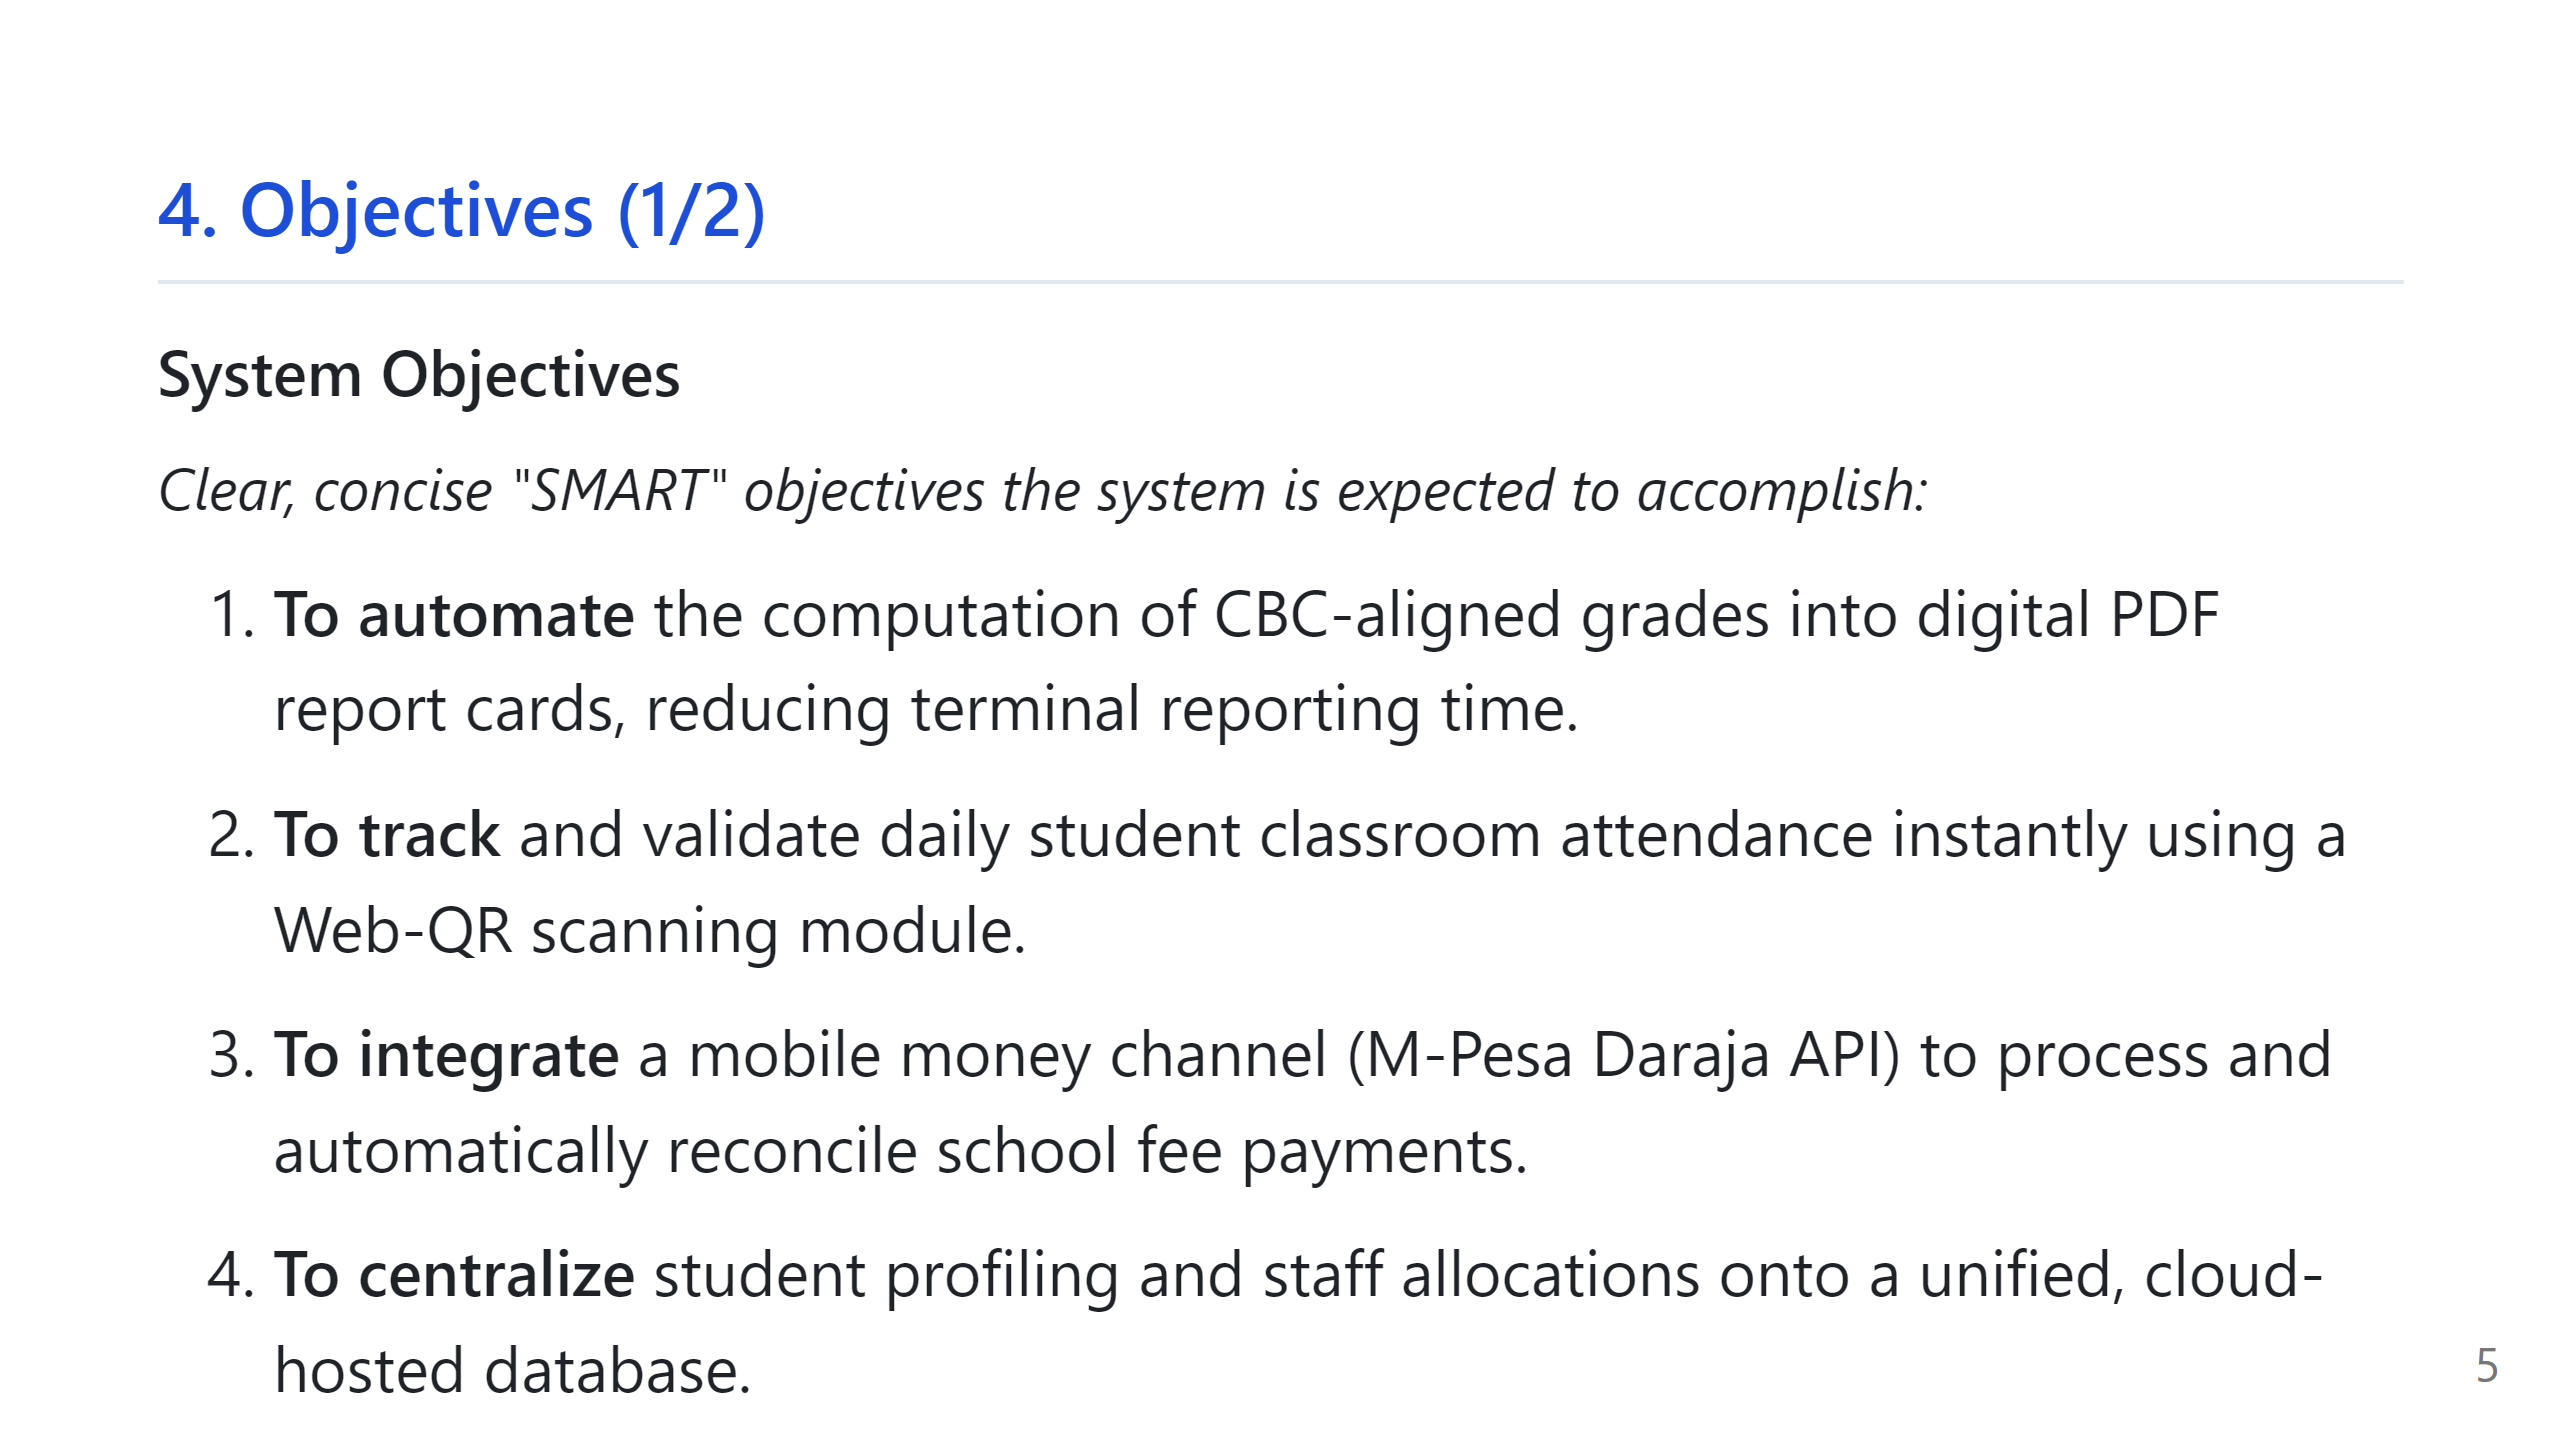 4. Objectives (1/2)
System Objectives
Clear, concise "SMART" objectives the system is expected to accomplish:
1. To automate the computation of CBC-aligned grades into digital PDF
report cards, reducing terminal reporting time.
2. To track and validate daily student classroom attendance instantly using a
Web-QR scanning module.
3. To integrate a mobile money channel (M-Pesa Daraja API) to process and
automatically reconcile school fee payments.
4. To centralize student profiling and staff allocations onto a unified, cloud-
hosted database.
5